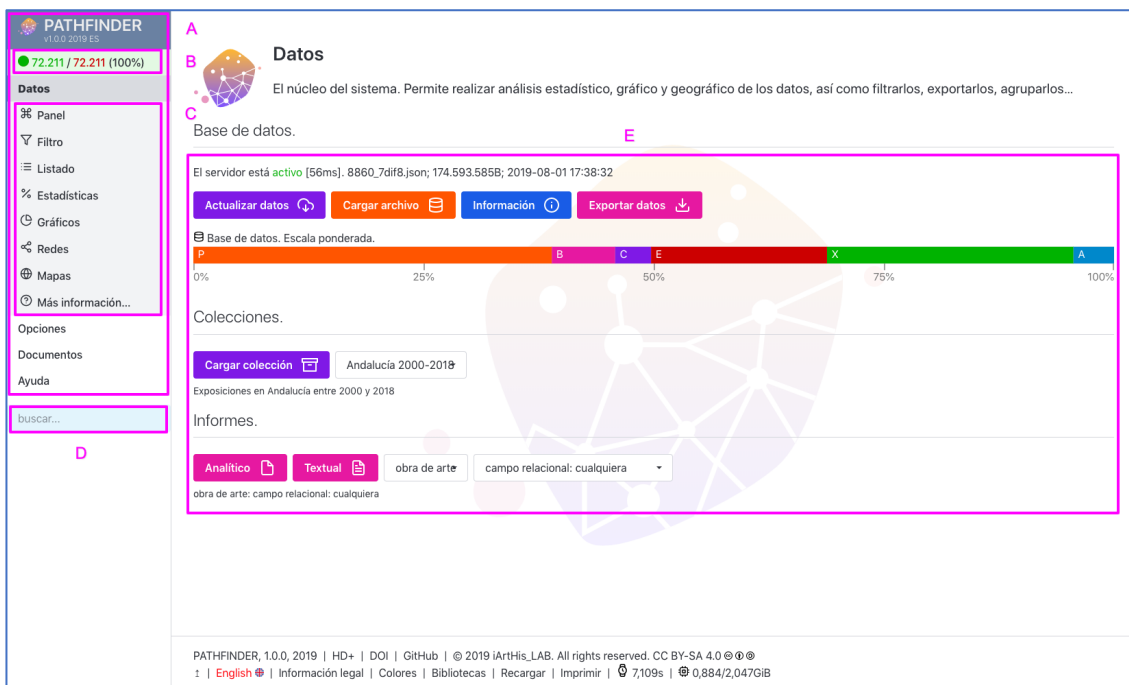 PATHFINDER
v1.0.0 2019 ES
72.211 / 72.211 (100%)
Datos
Panel
Filtro
Listado
Estadísticas
Gráficos
Redes
Mapas
Más información...
Opciones
Documentos
Ayuda
buscar...
D
A
B
C
Datos
El núcleo del sistema. Permite realizar análisis estadístico, gráfico y geográfico de los datos, así como filtrarlos, exportarlos, agruparlos...
E
Base de datos.
El servidor está activo [56ms]. 8860_7dif8.json; 174.593.585B; 2019-08-01 17:38:32
Actualizar datos Cargar archivo Información Exportar datos
Base de datos. Escala ponderada.
P B C E X A
0% 25% 50% 75% 100%
Colecciones.
Cargar colección Andalucía 2000-2018
Exposiciones en Andalucía entre 2000 y 2018
Informes.
Analítico Textual obra de arte campo relacional: cualquiera
obra de arte: campo relacional: cualquiera
PATHFINDER, 1.0.0, 2019 | HD+ | DOI | GitHub | © 2019 iArtHis_LAB. All rights reserved. CC BY-SA 4.0
↕ | English | Información legal | Colores | Bibliotecas | Recargar | Imprimir | 7,109s | 0,884/2,047GiB